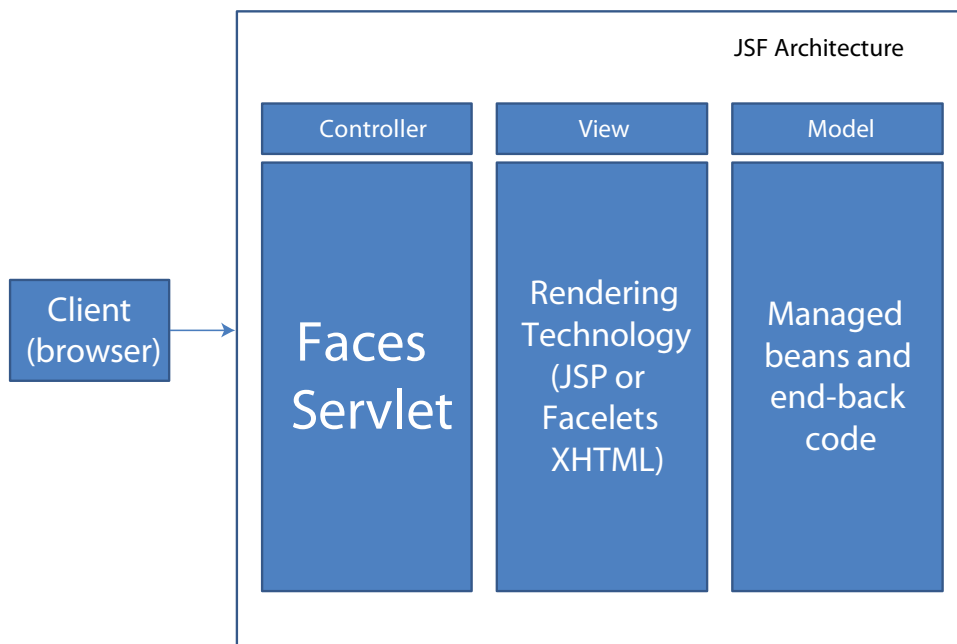 JSF Architecture
Controller
View
Model
Client
(browser)
Faces
Servlet
Rendering
Technology
(JSP or
Facelets
XHTML)
Managed
beans and
end-back
code